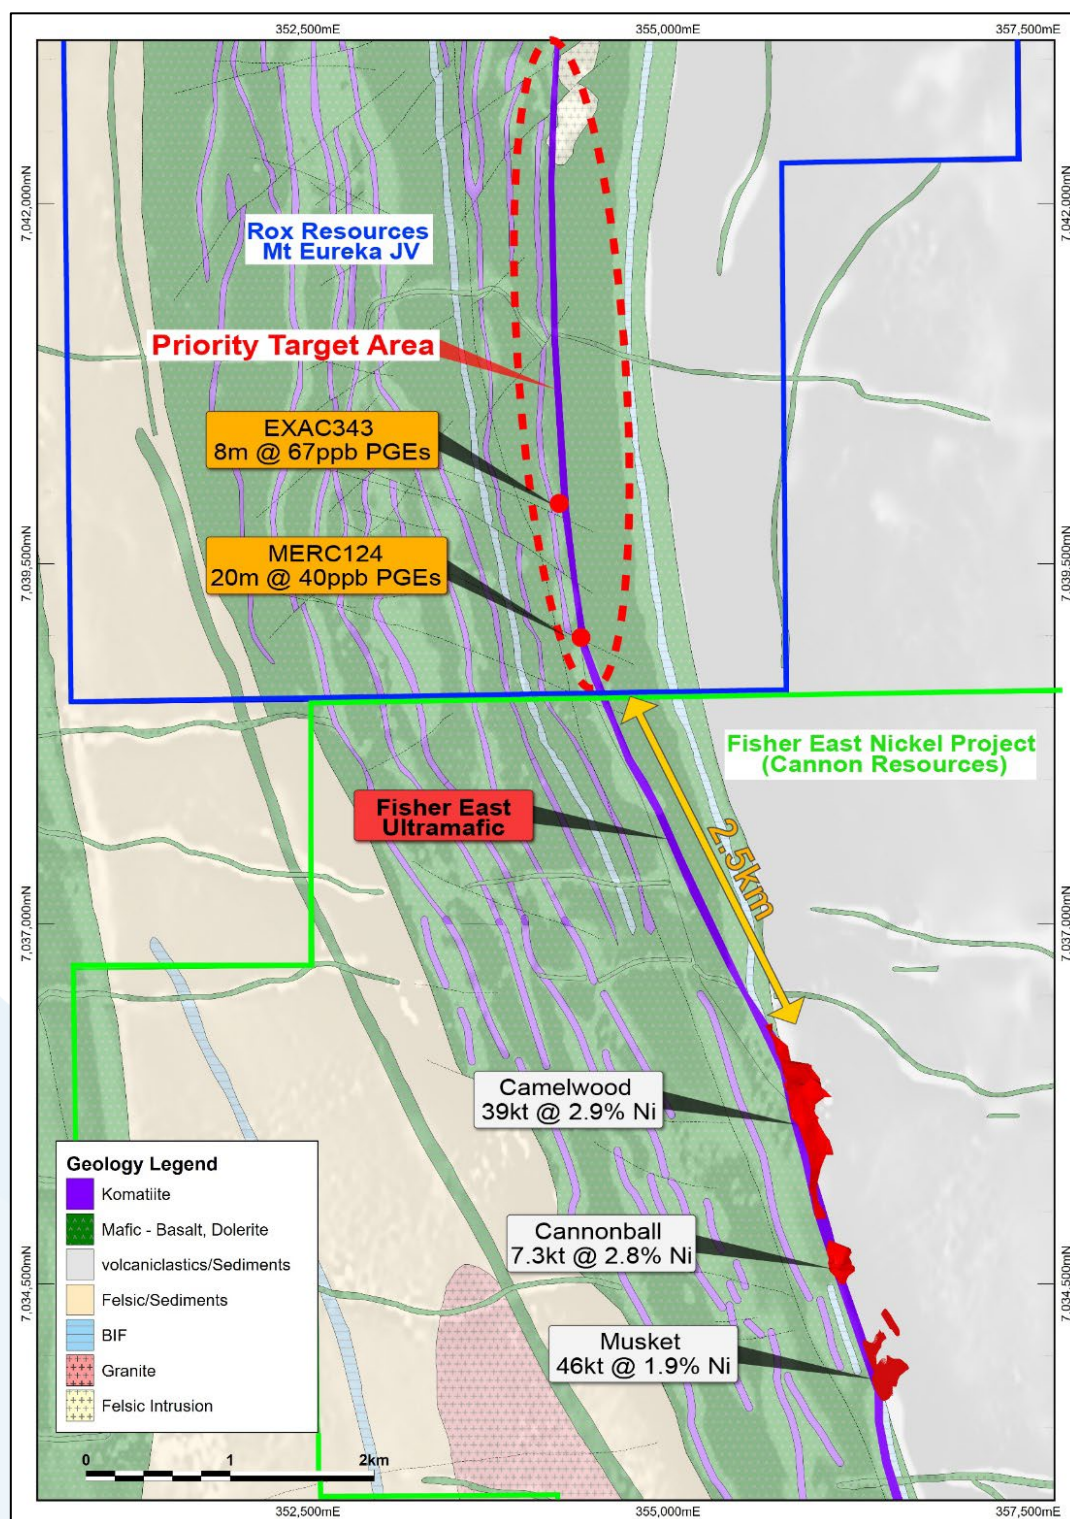 352,500mE
355,000mE
357,500mE
7,042,000mN
7,042,000mN
Rox Resources
Mt Eureka JV
Priority Target Area
EXAC343
8m @ 67ppb PGEs
MERC124
20m @ 40ppb PGEs
7,039,500mN
7,039,500mN
Fisher East Nickel Project
(Cannon Resources)
Fisher East
Ultramafic
2.5km
7,037,000mN
7,037,000mN
Camelwood
39kt @ 2.9% Ni
Cannonball
7.3kt @ 2.8% Ni
7,034,500mN
7,034,500mN
Musket
46kt @ 1.9% Ni
Geology Legend
Komatiite
Mafic - Basalt, Dolerite
volcaniclastics/Sediments
Felsic/Sediments
BIF
Granite
Felsic Intrusion
0
1
2km
352,500mE
355,000mE
357,500mE